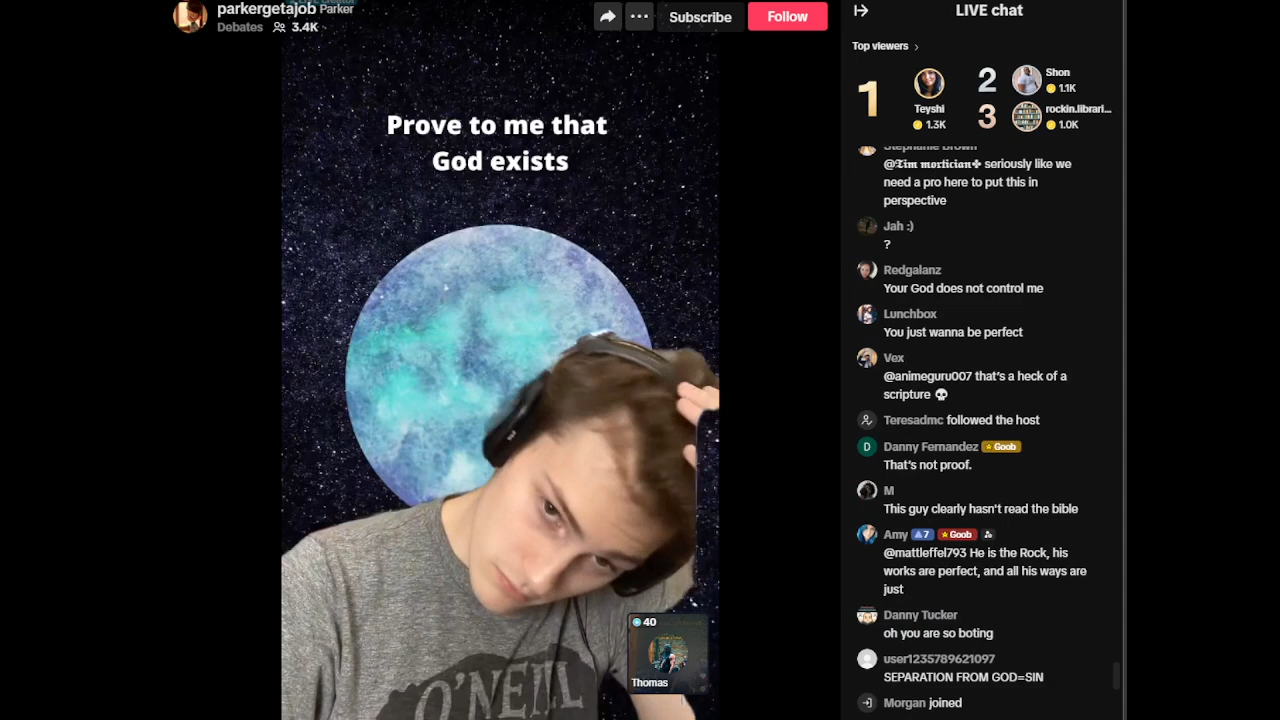 parkergetajob Parker
Debates 3.4K
Subscribe
Follow
Prove to me that
God exists
O'NEILL
40
Thomas
LIVE chat
Top viewers
1
Teyshi
1.3K
2
Shon
1.1K
3
rockin.librari...
1.0K
Stephanie Brown
@𝕿𝖎𝖒 𝖒𝖔𝖗𝖙𝖎𝖈𝖎𝖆𝖓✤ seriously like we
need a pro here to put this in
perspective
Jah :)
?
Redgalanz
Your God does not control me
Lunchbox
You just wanna be perfect
Vex
@animeguru007 that's a heck of a
scripture 💀
Teresadmc followed the host
D Danny Fernandez Goob
That's not proof.
M
This guy clearly hasn't read the bible
Amy 7 Goob
@mattleffel793 He is the Rock, his
works are perfect, and all his ways are
just
Danny Tucker
oh you are so boting
user1235789621097
SEPARATION FROM GOD=SIN
Morgan joined